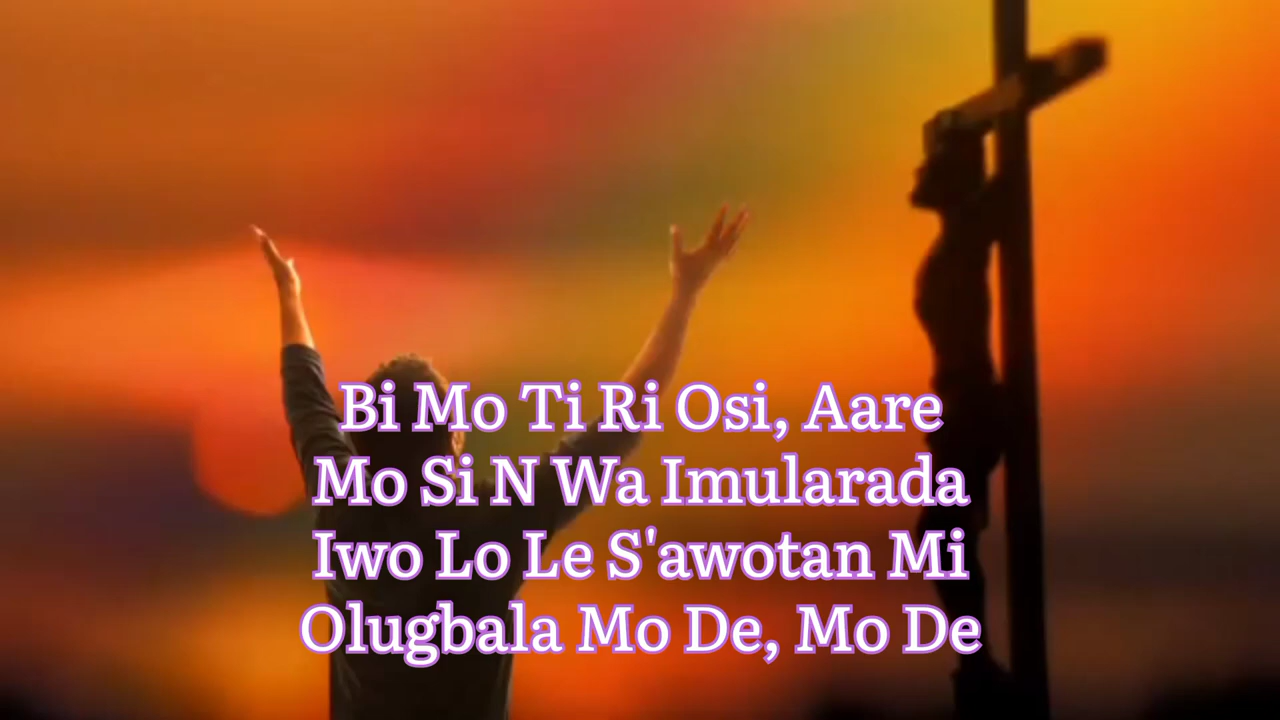 Bi Mo Ti Ri Osi, Aare
Mo Si N Wa Imularada
Iwo Lo Le S'awotan Mi
Olugbala Mo De, Mo De